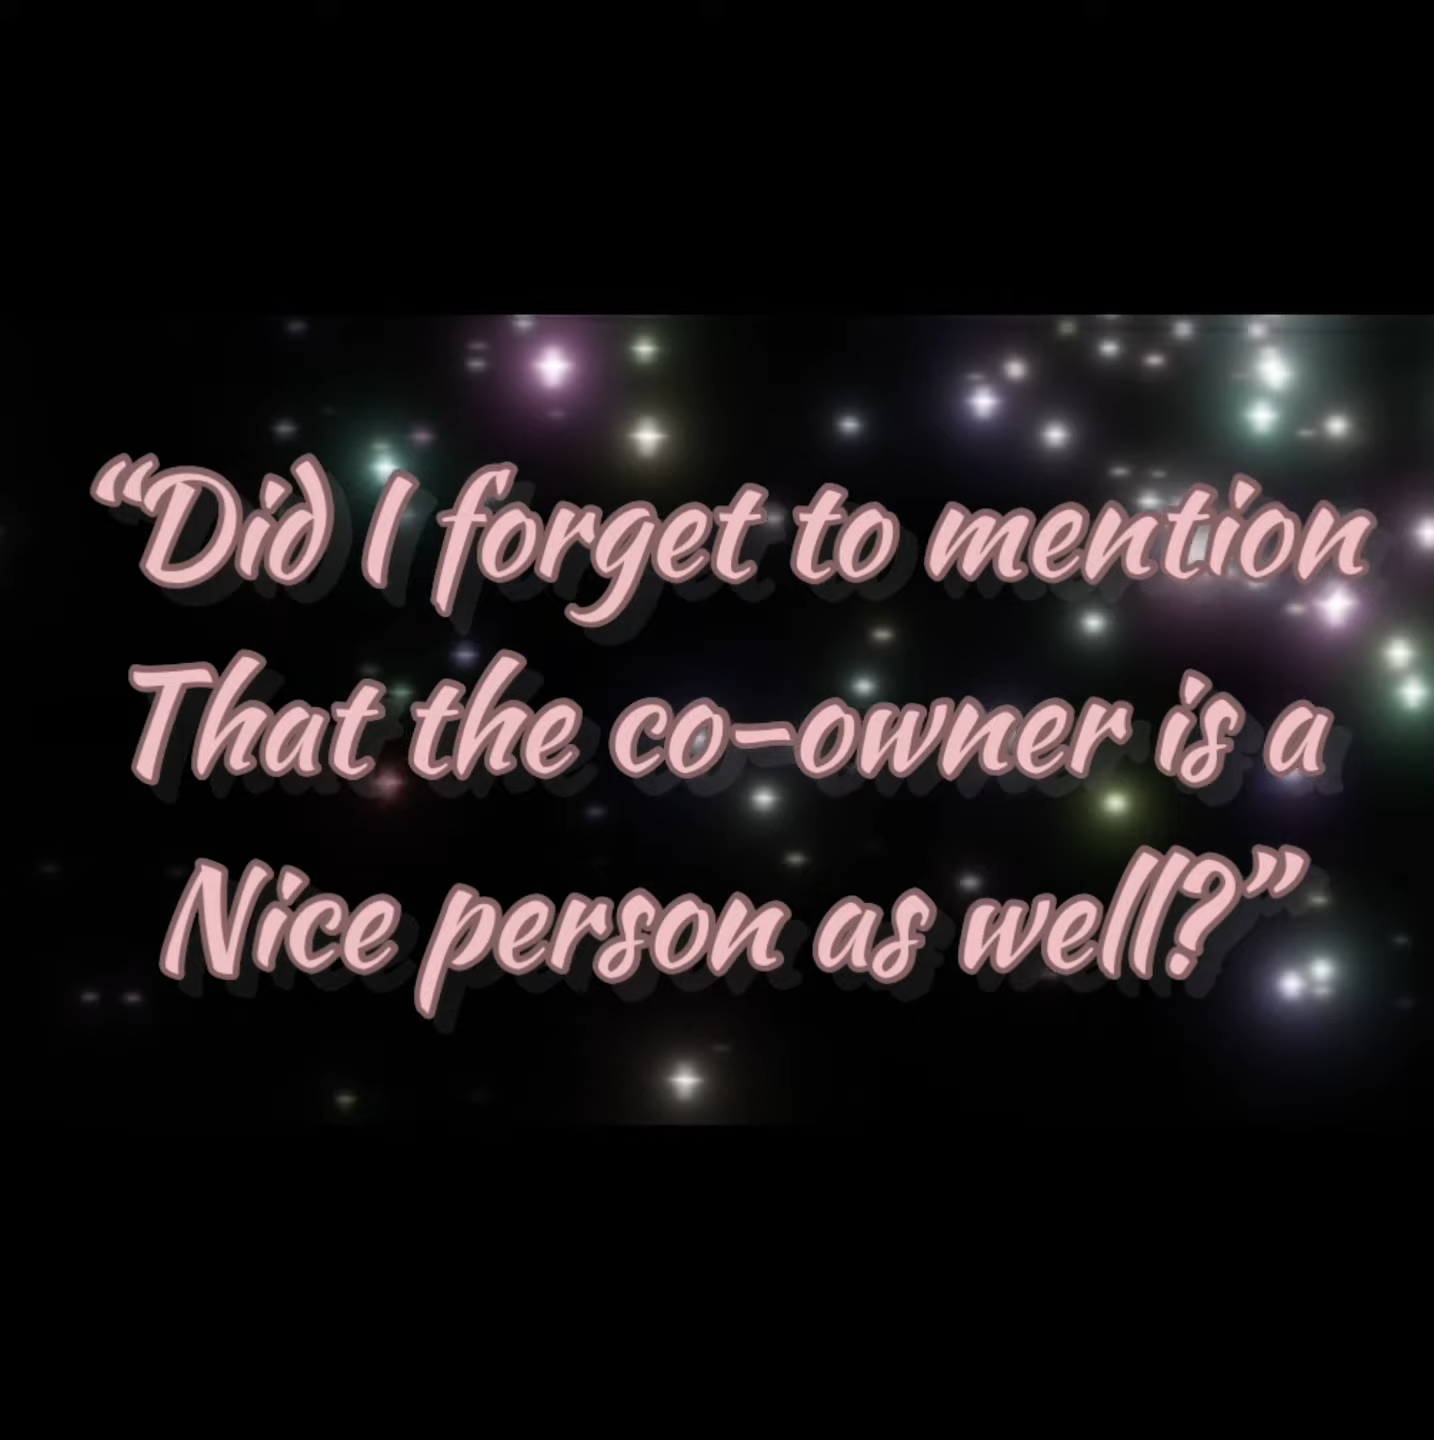 “Did I forget to mention
That the co-owner is a
Nice person as well?”